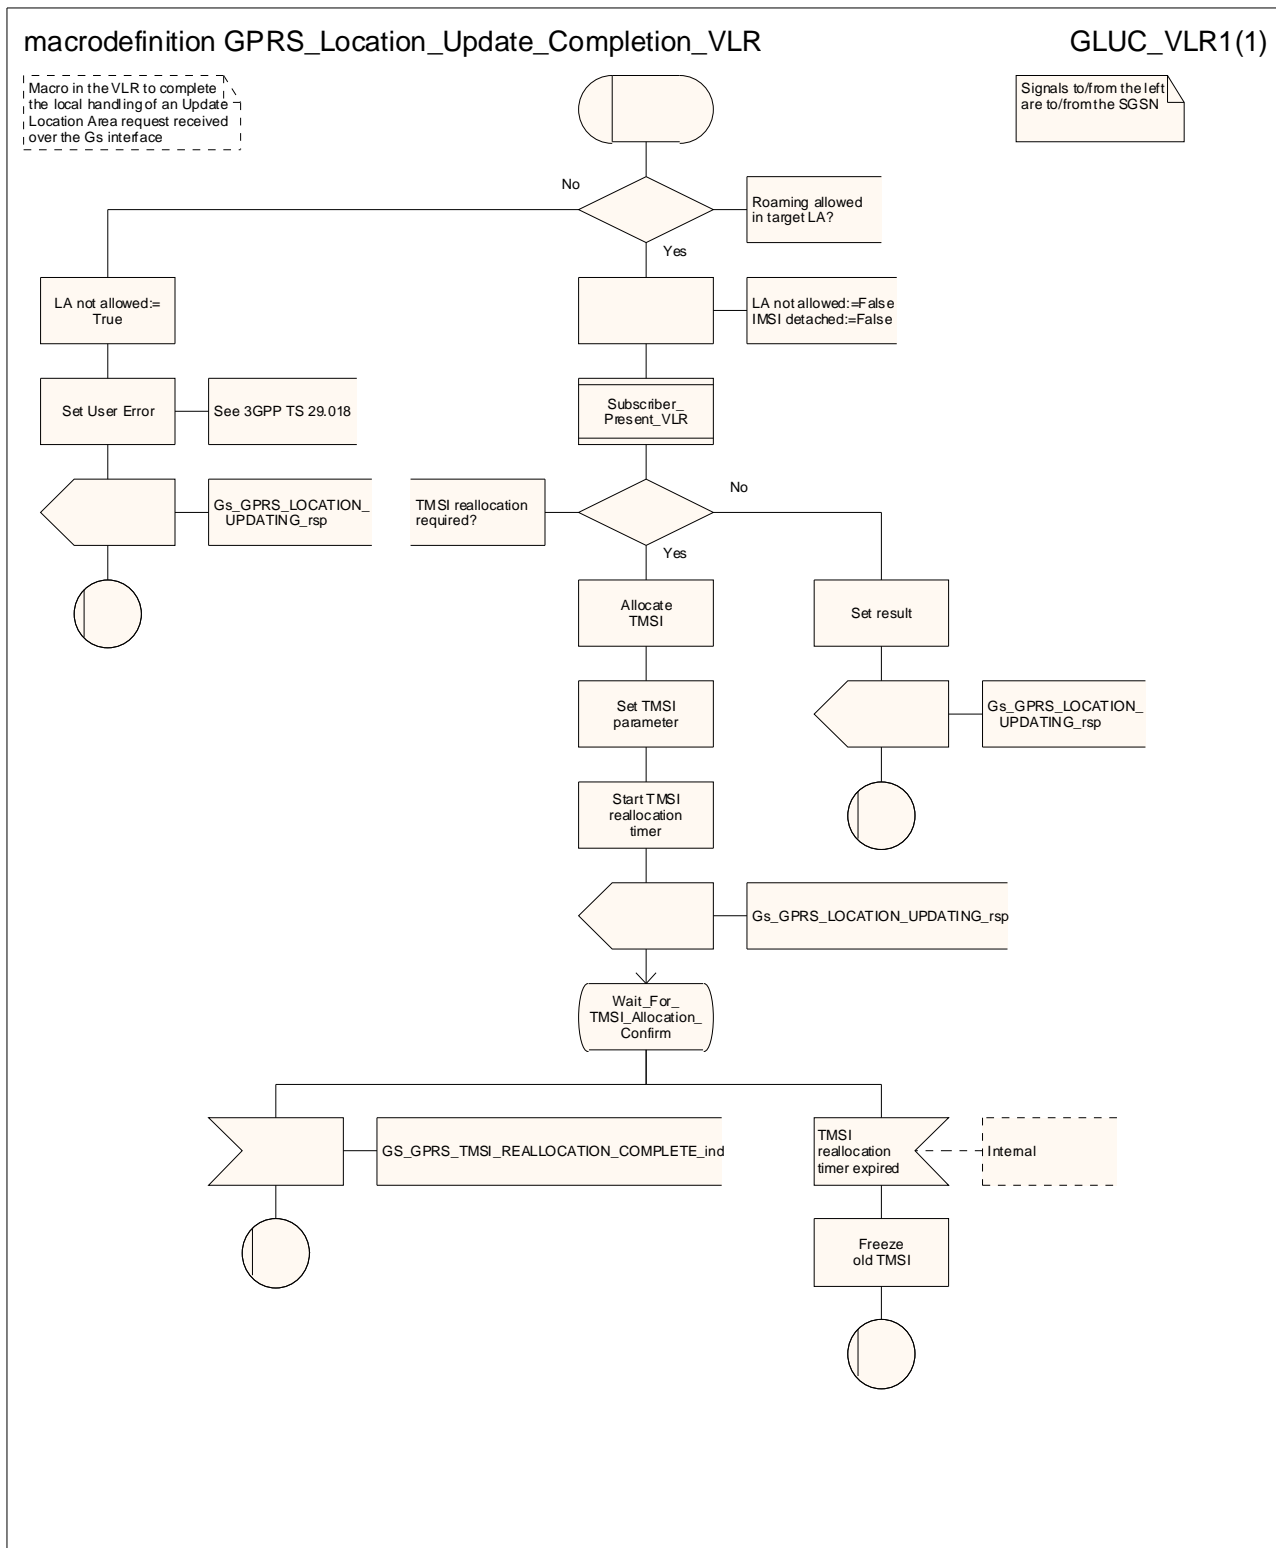 macrodefinition GPRS_Location_Update_Completion_VLR
GLUC_VLR1(1)
Macro in the VLR to complete
the local handling of an Update
Location Area request received
over the Gs interface
Signals to/from the left
are to/from the SGSN
No
Roaming allowed
in target LA?
Yes
LA not allowed:=
True
LA not allowed:=False
IMSI detached:=False
Set User Error
See 3GPP TS 29.018
Subscriber_
Present_VLR
Gs_GPRS_LOCATION_
UPDATING_rsp
TMSI reallocation
required?
No
Yes
Allocate
TMSI
Set result
Set TMSI
parameter
Gs_GPRS_LOCATION_
UPDATING_rsp
Start TMSI
reallocation
timer
Gs_GPRS_LOCATION_UPDATING_rsp
Wait_For_
TMSI_Allocation_
Confirm
GS_GPRS_TMSI_REALLOCATION_COMPLETE_ind
TMSI
reallocation
timer expired
Internal
Freeze
old TMSI